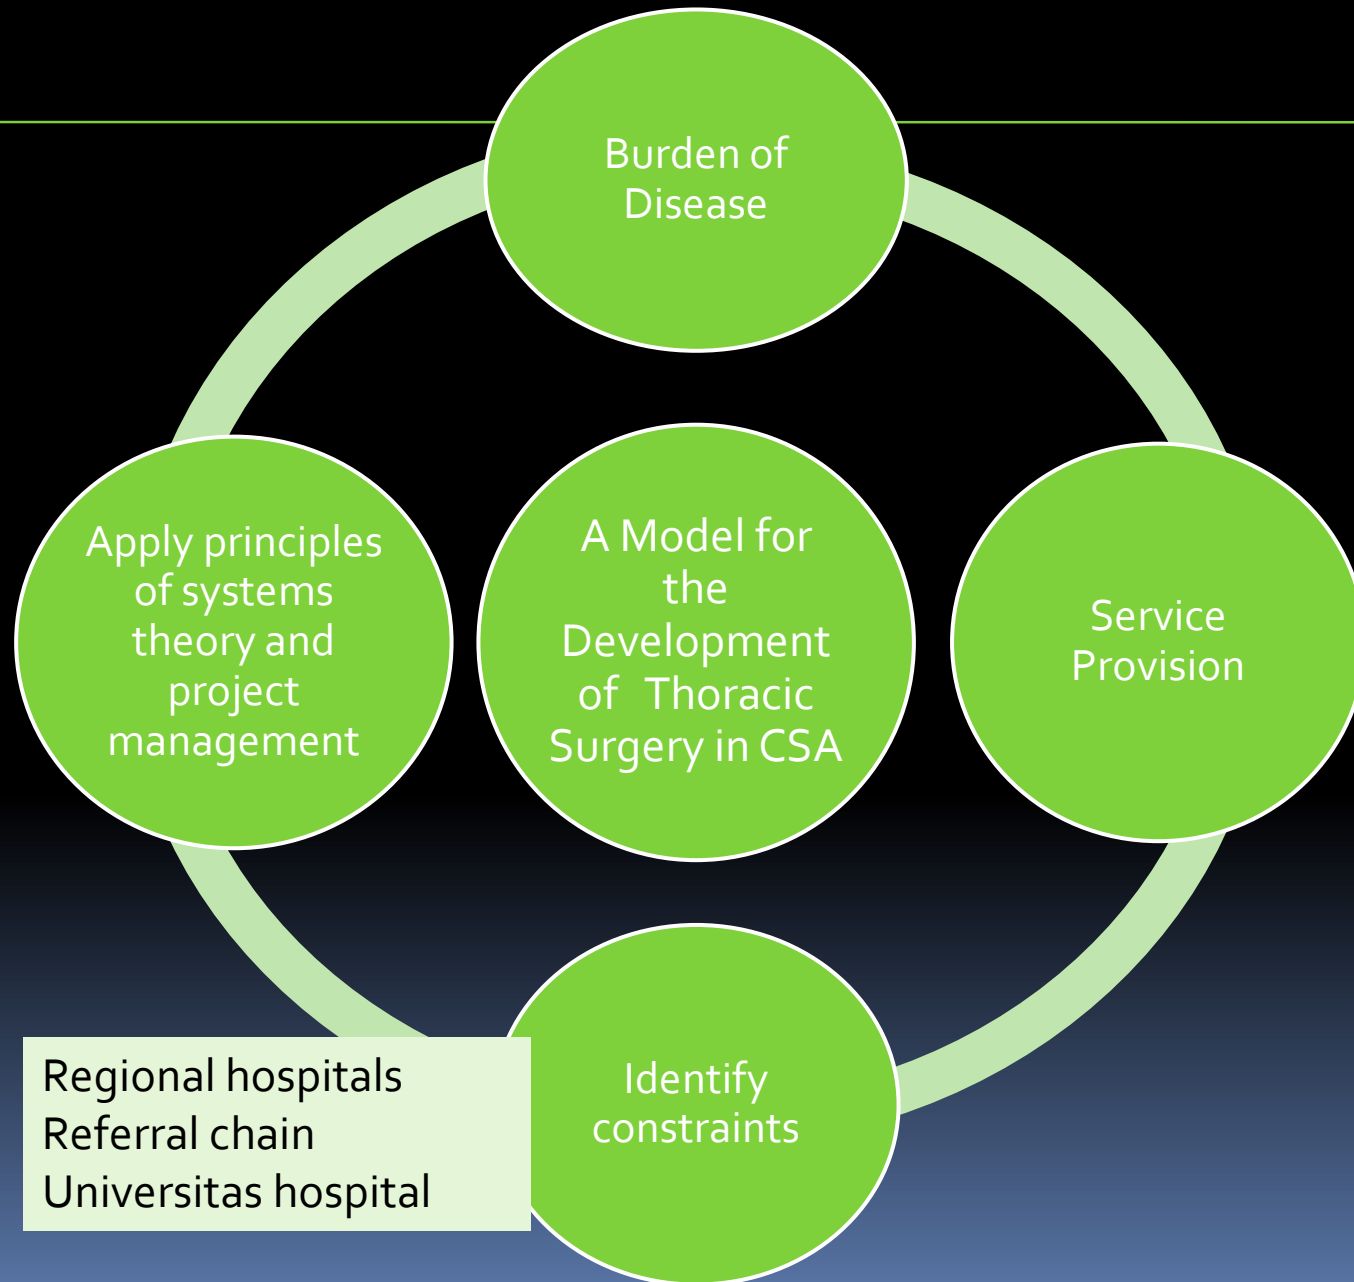 Burden of
Disease
Apply principles
of systems
theory and
project
management
A Model for
the
Development
of Thoracic
Surgery in CSA
Service
Provision
Identify
constraints
Regional hospitals
Referral chain
Universitas hospital